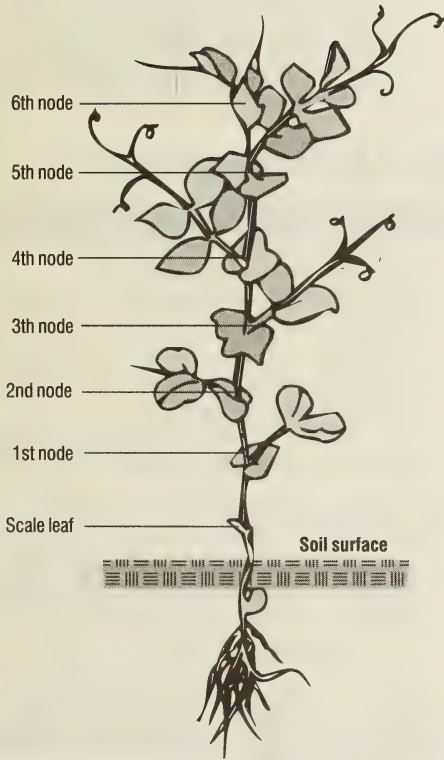 6th node
5th node
4th node
3th node
2nd node
1st node
Scale leaf
Soil surface